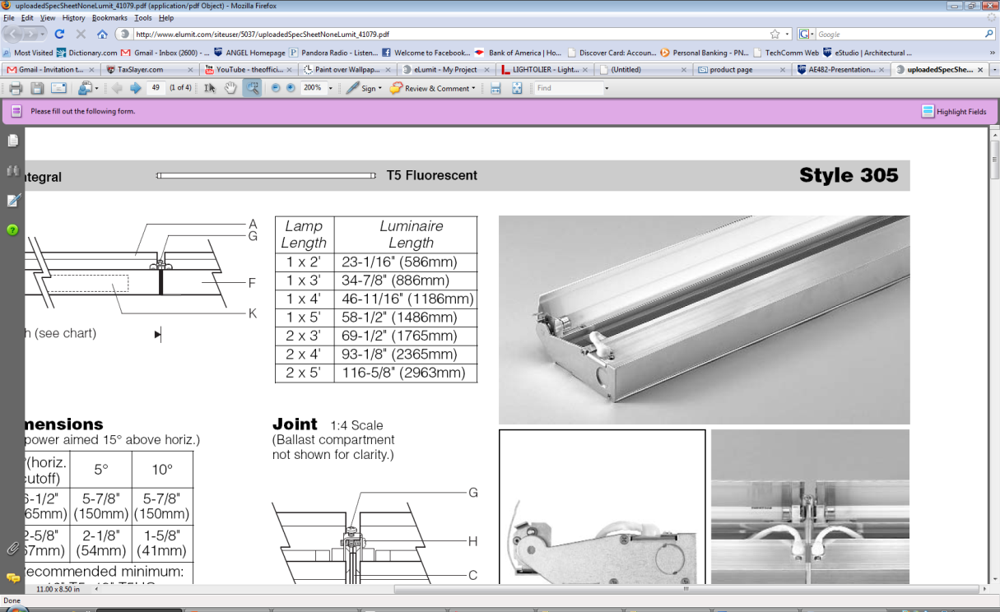 uploadedSpecSheetNoneLumit_41079.pdf (application/pdf Object) - Mozilla Firefox
File Edit View History Bookmarks Tools Help
http://www.elumit.com/siteuser/5037/uploadedSpecSheetNoneLumit_41079.pdf
Google
Most Visited Dictionary.com Gmail - Inbox (2600) - ... ANGEL Homepage Pandora Radio - Listen... Welcome to Facebook... Bank of America | Ho... Discover Card: Accoun... Personal Banking - PN... TechComm Web eStudio | Architectural ...
Gmail - Invitation t... TaxSlayer.com YouTube - theoffici... Paint over Wallpap... eLumit - My Project LIGHTOLIER - Light... (Untitled) product page AE482-Presentation... uploadedSpecShe...
49 (1 of 4) 200% Sign Review & Comment Find
Please fill out the following form.
Highlight Fields
ntegral
T5 Fluorescent
Style 305
A
G
F
K
h (see chart)
Lamp Length Luminaire Length
1 x 2' 23-1/16" (586mm)
1 x 3' 34-7/8" (886mm)
1 x 4' 46-11/16" (1186mm)
1 x 5' 58-1/2" (1486mm)
2 x 3' 69-1/2" (1765mm)
2 x 4' 93-1/8" (2365mm)
2 x 5' 116-5/8" (2963mm)
mensions
power aimed 15° above horiz.)
°(horiz. cutoff) 5° 10°
6-1/2" 5-7/8" 5-7/8"
65mm) (150mm) (150mm)
2-5/8" 2-1/8" 1-5/8"
67mm) (54mm) (41mm)
ecommended minimum:
Joint 1:4 Scale
(Ballast compartment
not shown for clarity.)
G
H
C
11.00 x 8.50 in
Done